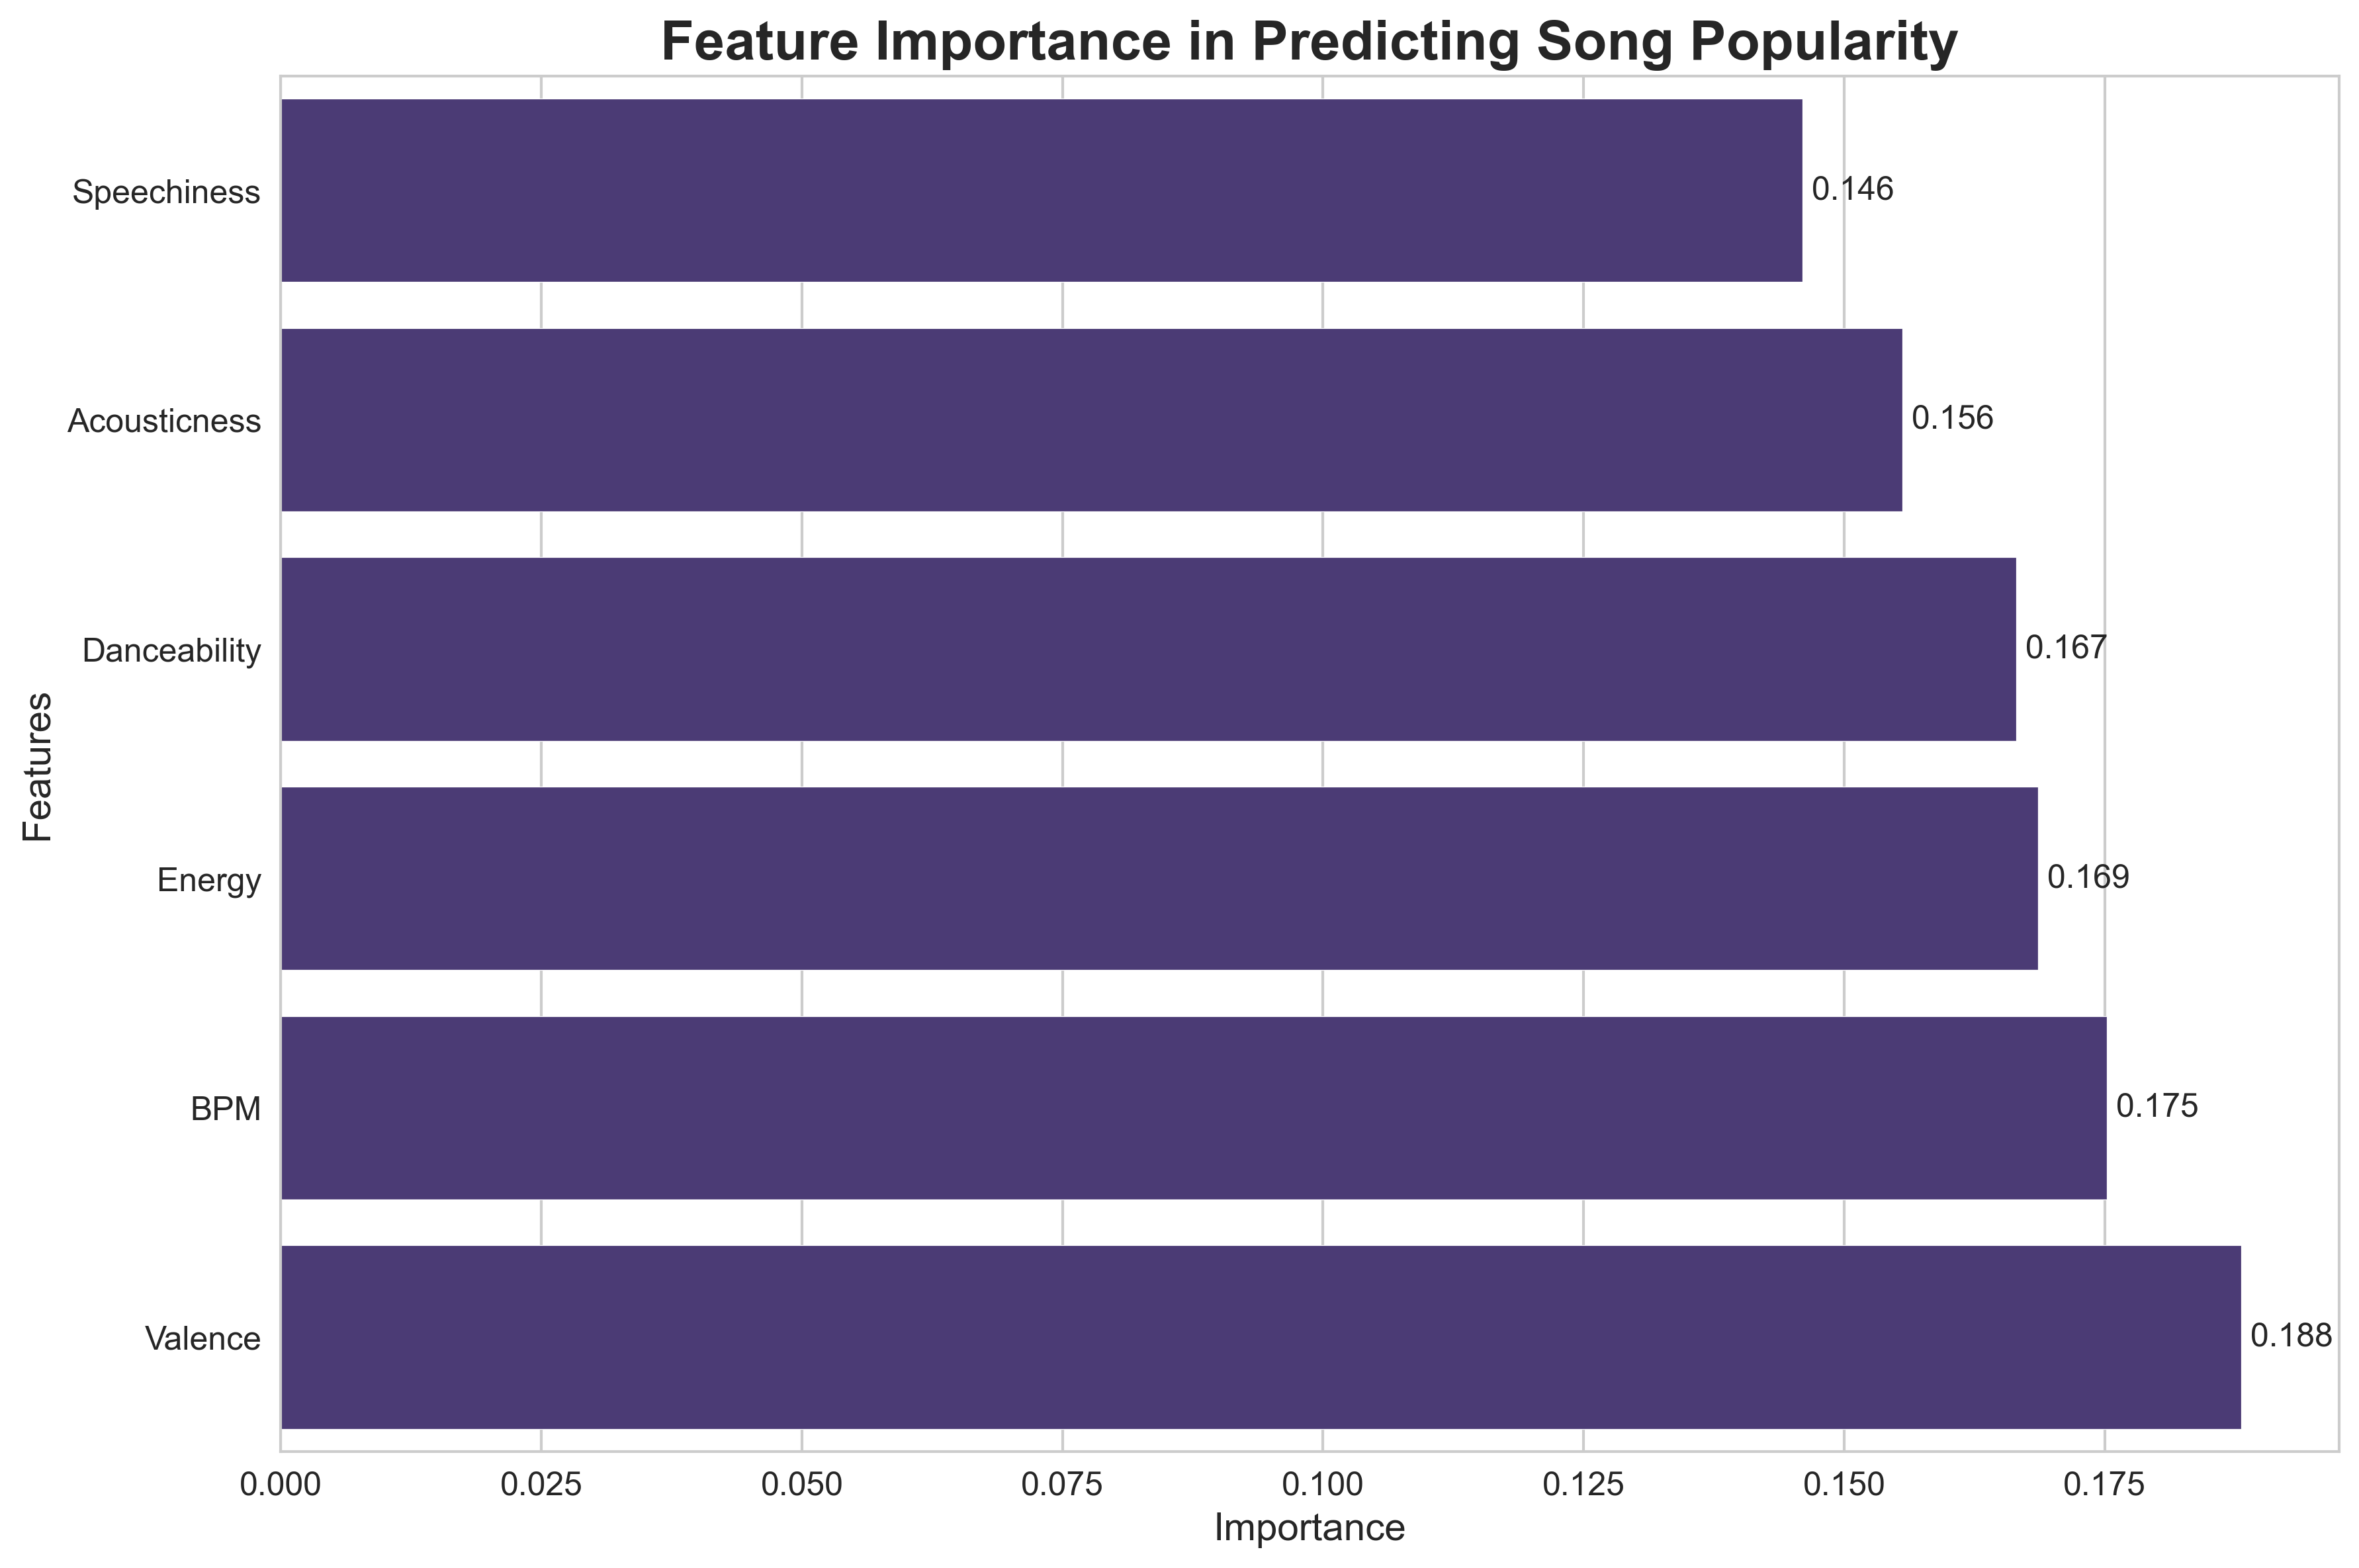 Feature Importance in Predicting Song Popularity
Features
Speechiness
0.146
Acousticness
0.156
Danceability
0.167
Energy
0.169
BPM
0.175
Valence
0.188
0.000 0.025 0.050 0.075 0.100 0.125 0.150 0.175
Importance